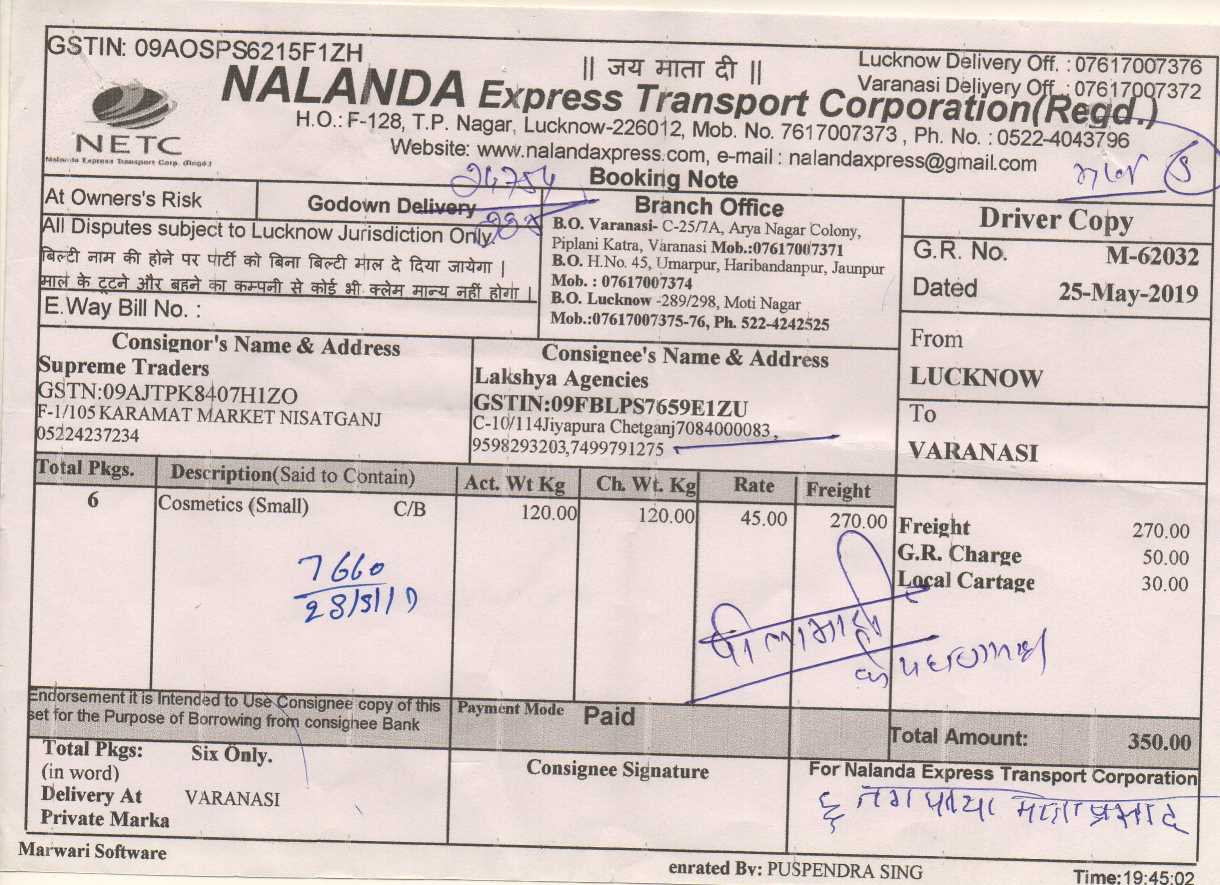 GSTIN: 09AOSPS6215F1ZH
|| जय माता दी ||
Lucknow Delivery Off. : 07617007376
Varanasi Delivery Off. : 07617007372
NALANDA Express Transport Corporation(Regd.)
NETC
Nalanda Express Transport Corp. (Regd.)
H.O.: F-128, T.P. Nagar, Lucknow-226012, Mob. No. 7617007373 , Ph. No. : 0522-4043796
Website: www.nalandaxpress.com, e-mail : nalandaxpress@gmail.com
Booking Note
At Owners's Risk
Godown Delivery
All Disputes subject to Lucknow Jurisdiction Only.
बिल्टी नाम की होने पर पार्टी को बिना बिल्टी माल दे दिया जायेगा |
माल के टूटने और बहने का कम्पनी से कोई भी क्लेम मान्य नहीं होगा |
E.Way Bill No. :
Branch Office
B.O. Varanasi- C-25/7A, Arya Nagar Colony,
Piplani Katra, Varanasi Mob.:07617007371
B.O. H.No. 45, Umarpur, Haribandanpur, Jaunpur
Mob. : 07617007374
B.O. Lucknow -289/298, Moti Nagar
Mob.:07617007375-76, Ph. 522-4242525
Driver Copy
G.R. No. M-62032
Dated 25-May-2019
From
LUCKNOW
To
VARANASI
Consignor's Name & Address
Supreme Traders
GSTN:09AJTPK8407H1ZO
F-1/105 KARAMAT MARKET NISATGANJ
05224237234
Consignee's Name & Address
Lakshya Agencies
GSTIN:09FBLPS7659E1ZU
C-10/114Jiyapura Chetganj7084000083,
9598293203,7499791275
Total Pkgs. Description(Said to Contain) Act. Wt Kg Ch. Wt. Kg Rate Freight
6 Cosmetics (Small) C/B 120.00 120.00 45.00 270.00
7660
Freight 270.00
G.R. Charge 50.00
Local Cartage 30.00
Endorsement it is Intended to Use Consignee copy of this
set for the Purpose of Borrowing from consignee Bank
Payment Mode Paid
Total Amount: 350.00
Total Pkgs: Six Only.
(in word)
Delivery At VARANASI
Private Marka
Consignee Signature
For Nalanda Express Transport Corporation
Marwari Software
enrated By: PUSPENDRA SING
Time:19:45:02